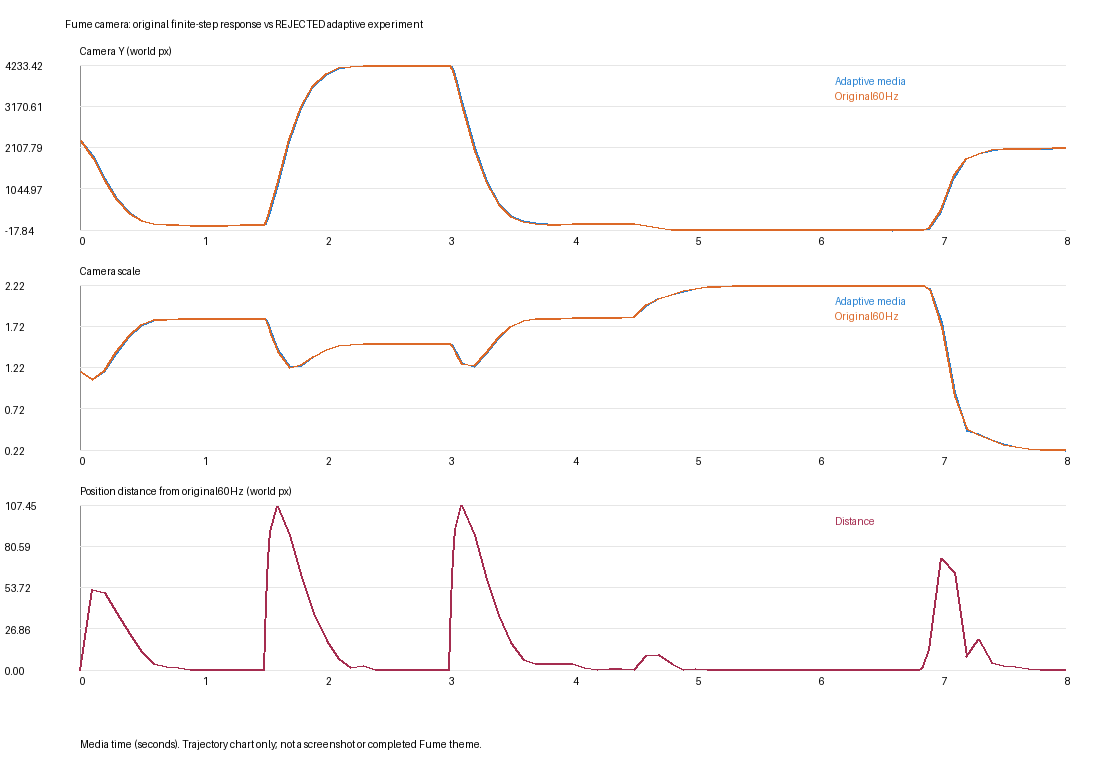 Fume camera: original finite-step response vs REJECTED adaptive experiment
Camera Y (world px)
4233.42
3170.61
2107.79
1044.97
-17.84
Adaptive media
Original60Hz
0 1 2 3 4 5 6 7 8
Camera scale
2.22
1.72
1.22
0.72
0.22
Adaptive media
Original60Hz
0 1 2 3 4 5 6 7 8
Position distance from original60Hz (world px)
107.45
80.59
53.72
26.86
0.00
Distance
0 1 2 3 4 5 6 7 8
Media time (seconds). Trajectory chart only; not a screenshot or completed Fume theme.